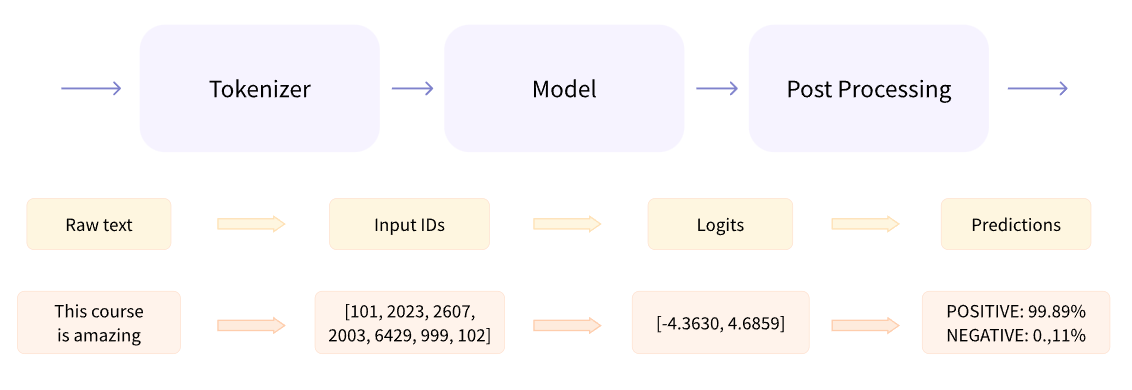 Tokenizer
Model
Post Processing
Raw text
Input IDs
Logits
Predictions
This course
is amazing
[101, 2023, 2607,
2003, 6429, 999, 102]
[-4.3630, 4.6859]
POSITIVE: 99.89%
NEGATIVE: 0.,11%